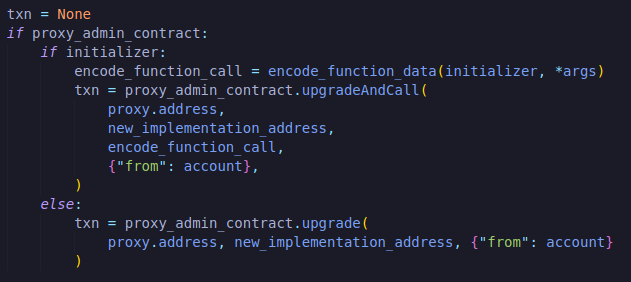 txn = None
if proxy_admin_contract:
    if initializer:
        encode_function_call = encode_function_data(initializer, *args)
        txn = proxy_admin_contract.upgradeAndCall(
            proxy.address,
            new_implementation_address,
            encode_function_call,
            {"from": account},
        )
    else:
        txn = proxy_admin_contract.upgrade(
            proxy.address, new_implementation_address, {"from": account}
        )